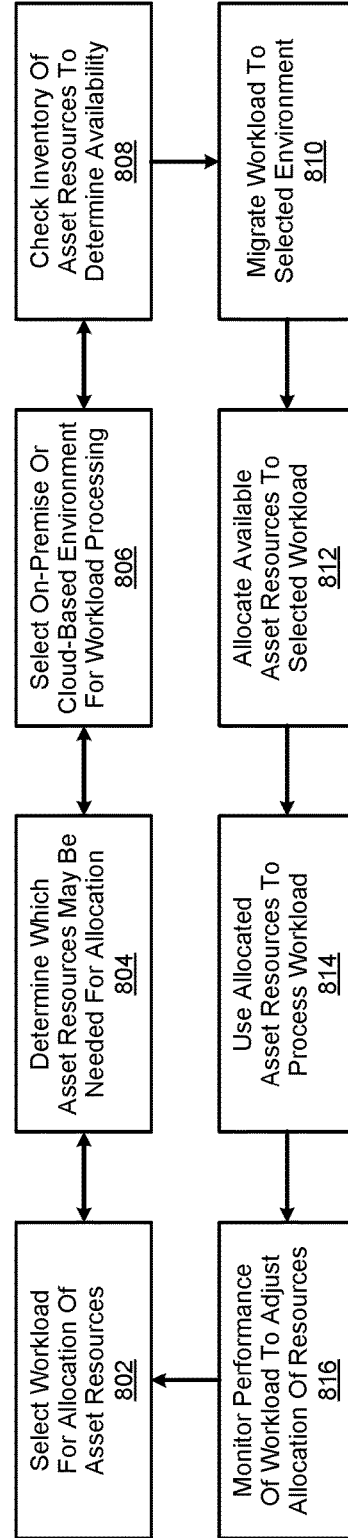 Select Workload
For Allocation Of
Asset Resources
802
Determine Which
Asset Resources May Be
Needed For Allocation
804
Select On-Premise Or
Cloud-Based Environment
For Workload Processing
806
Check Inventory Of
Asset Resources To
Determine Availability
808
Migrate Workload To
Selected Environment
810
Allocate Available
Asset Resources To
Selected Workload
812
Use Allocated
Asset Resources To
Process Workload
814
Monitor Performance
Of Workload To Adjust
Allocation Of Resources
816